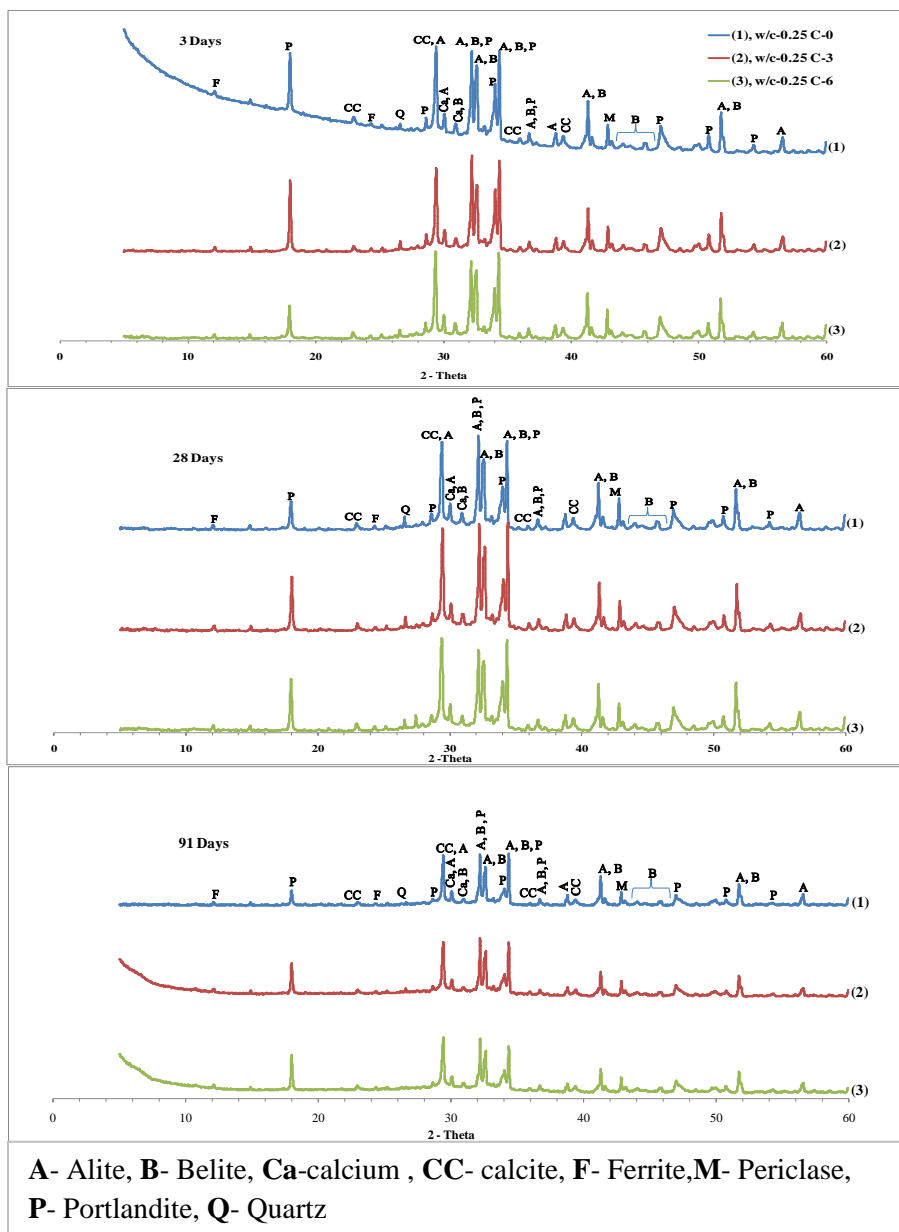 3 Days
(1), w/c-0.25 C-0
(2), w/c-0.25 C-3
(3), w/c-0.25 C-6
F
P
CC
F
Q
P
CC, A
Ca, A
Ca, B
A, B, P
A, B
P
A, B, P
CC
A, B, P
A
CC
A, B
M
B
P
P
A, B
P
A
(1)
(2)
(3)
0 10 20 30 40 50 60
2 - Theta
28 Days
F
P
CC
F
Q
P
CC, A
Ca, A
Ca, B
A, B, P
A, B
P
A, B, P
CC
A, B, P
CC
A, B
M
B
P
P
A, B
P
A
(1)
(2)
(3)
0 10 20 30 40 50 60
2 -Theta
91 Days
F
P
CC
F
Q
P
CC, A
Ca, A
Ca, B
A, B, P
A, B
P
A, B, P
CC
A, B, P
A
CC
A, B
M
B
P
P
A, B
P
A
(1)
(2)
(3)
0 10 20 30 40 50 60
2 - Theta
A- Alite, B- Belite, Ca-calcium , CC- calcite, F- Ferrite,M- Periclase,
P- Portlandite, Q- Quartz